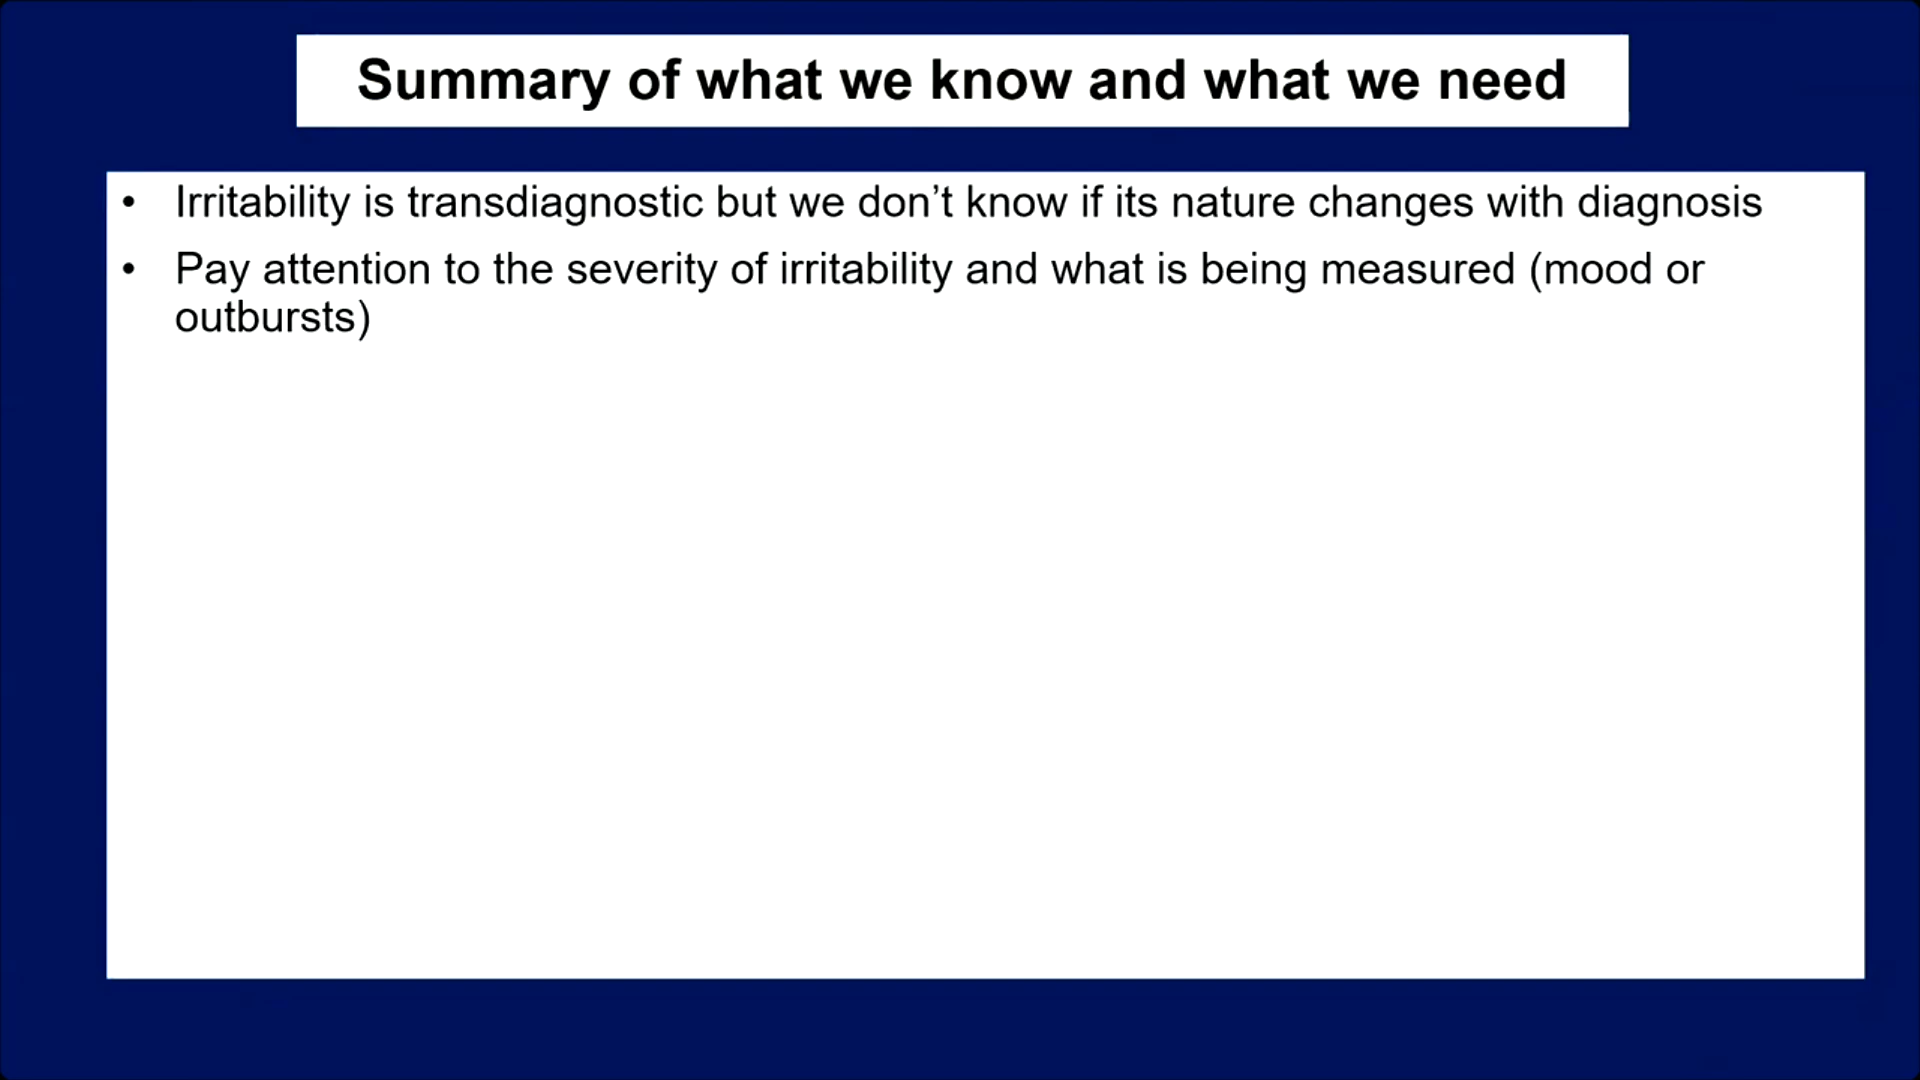 Summary of what we know and what we need
• Irritability is transdiagnostic but we don’t know if its nature changes with diagnosis
• Pay attention to the severity of irritability and what is being measured (mood or
outbursts)